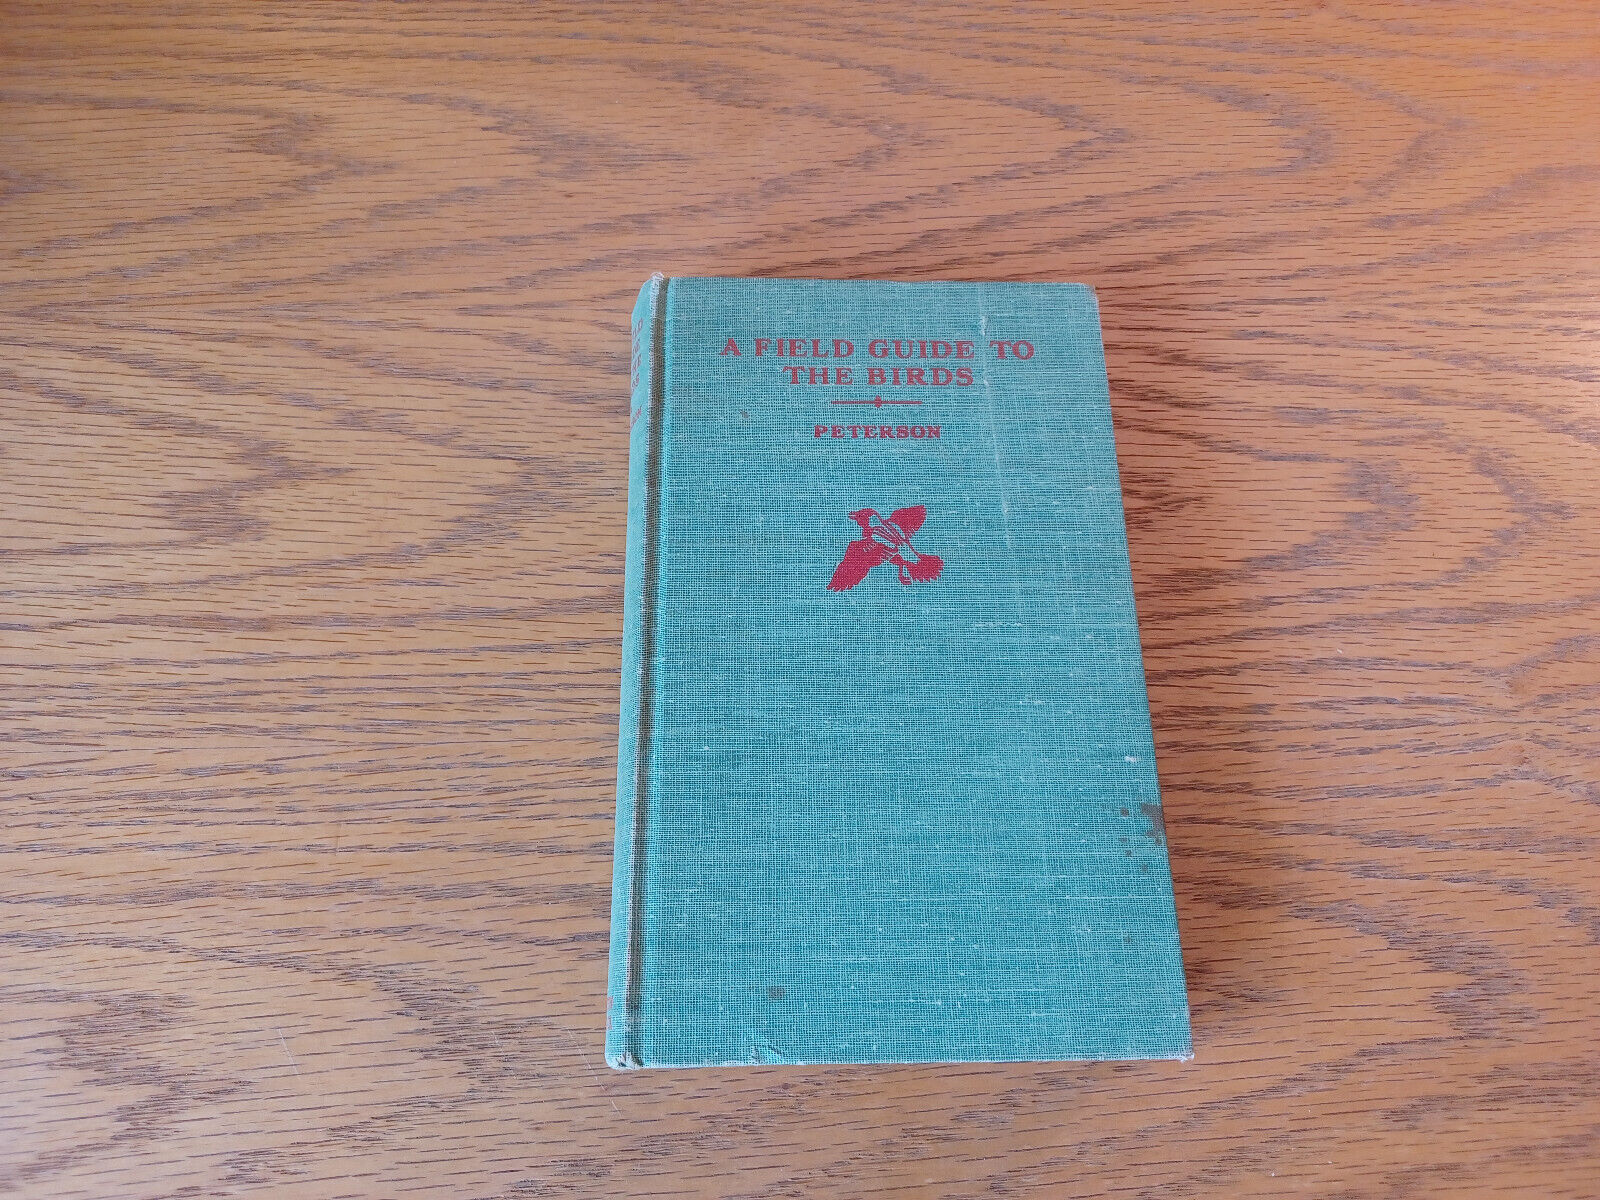 A FIELD GUIDE TO
THE BIRDS
PETERSON